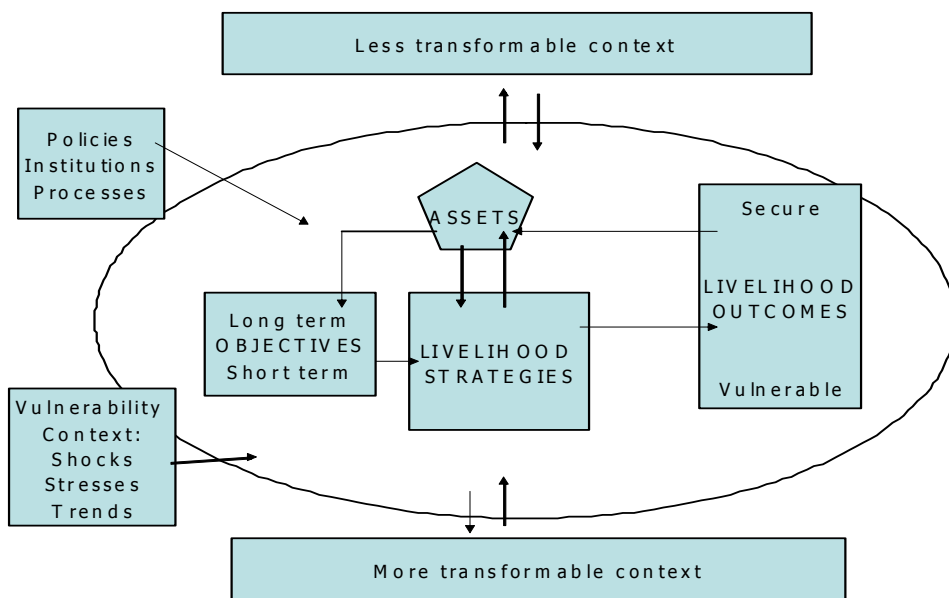 Less transformable context
Policies
Institutions
Processes
ASSETS
Secure
LIVELIHOOD
OUTCOMES
Vulnerable
Long term
OBJECTIVES
Short term
LIVELIHOOD
STRATEGIES
Vulnerability
Context:
Shocks
Stresses
Trends
More transformable context